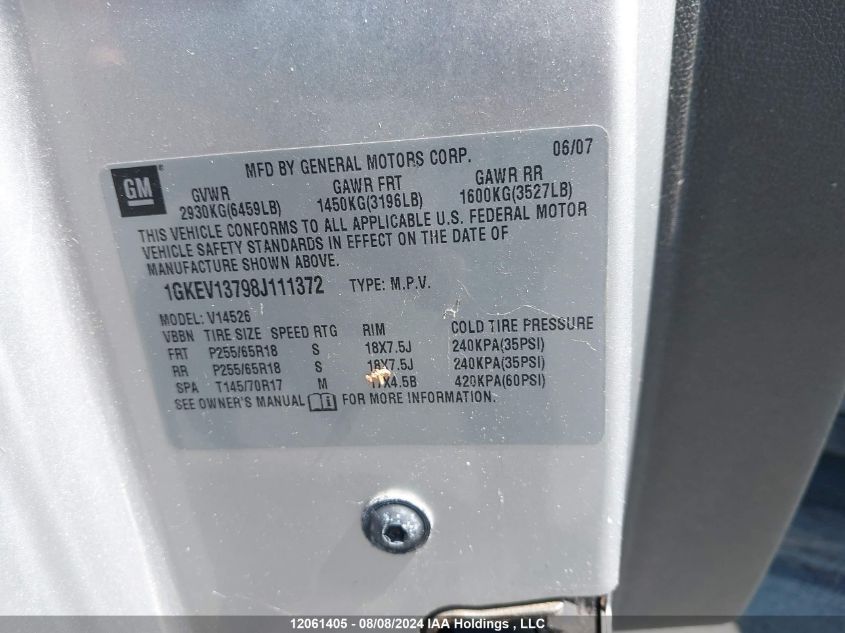 GM
MFD BY GENERAL MOTORS CORP. 06/07
GVWR GAWR FRT GAWR RR
2930KG(6459LB) 1450KG(3196LB) 1600KG(3527LB)
THIS VEHICLE CONFORMS TO ALL APPLICABLE U.S. FEDERAL MOTOR
VEHICLE SAFETY STANDARDS IN EFFECT ON THE DATE OF
MANUFACTURE SHOWN ABOVE.
1GKEV13798J111372 TYPE: M.P.V.
MODEL: V14526
VBBN TIRE SIZE SPEED RTG RIM COLD TIRE PRESSURE
FRT P255/65R18 S 18X7.5J 240KPA(35PSI)
RR P255/65R18 S 18X7.5J 240KPA(35PSI)
SPA T145/70R17 M 17X4.5B 420KPA(60PSI)
SEE OWNER'S MANUAL i FOR MORE INFORMATION.
12061405 - 08/08/2024 IAA Holdings , LLC